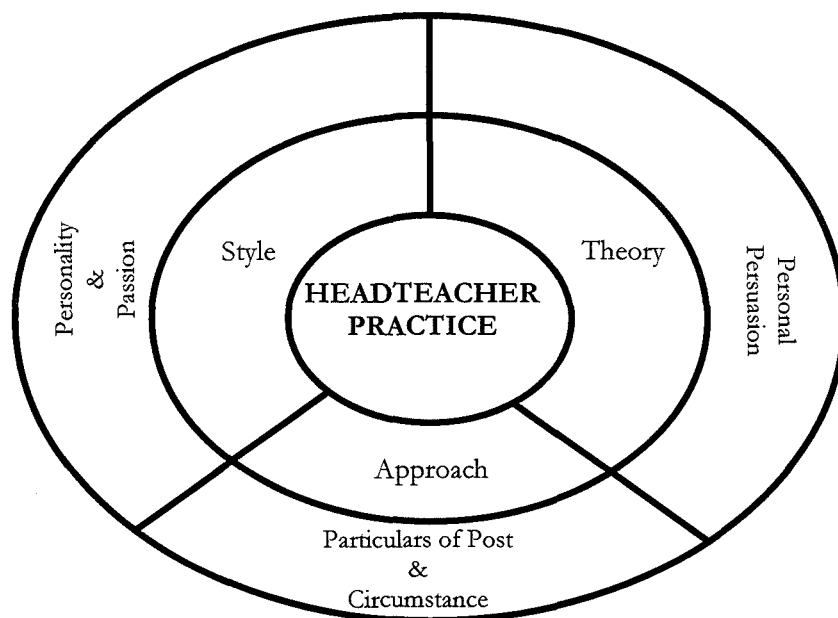 Personality
&
Passion
Style
HEADTEACHER
PRACTICE
Theory
Personal
Persuasion
Approach
Particulars of Post
&
Circumstance